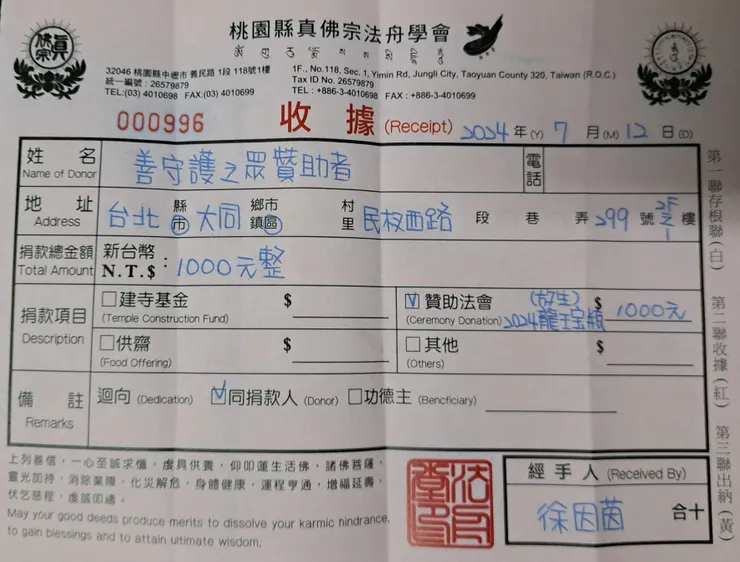 桃園縣真佛宗法舟學會
真佛宗
32046 桃園縣中壢市 義民路 1段 118號1樓
統一編號:26579879
TEL:(03) 4010698 FAX:(03) 4010699
1F., No.118, Sec. 1, Yimin Rd, Jungli City, Taoyuan County 320, Taiwan (R.O.C.)
Tax ID No. 26579879
TEL : +886-3-4010698 FAX : +886-3-4010699
000996 收據 (Receipt) 2024 年(Y) 7 月(M) 12 日(D)
姓名 Name of Donor 善守護之眾贊助者 電話
地址 Address 台北 縣市 大同 鄉市鎮區 村里 民权西路 段 巷 弄 299 號 2F之1 樓
捐款總金額 Total Amount 新台幣 N.T.$ : 1000元整
捐款項目 Description
□建寺基金 (Temple Construction Fund) $
☑贊助法會 (Ceremony Donation) (放生) 2024龍王宝瓶 $ 1000元
□供齋 (Food Offering) $
□其他 (Others) $
備註 Remarks 迴向 (Dedication) ☑同捐款人 (Donor) □功德主 (Bencficiary)
上列善信,一心至誠求懺,虔具供養,仰叩蓮生活佛,諸佛菩薩,
靈光加持,消除業障,化災解危,身體健康,運程亨通,增福延壽,
伏乞慈程,虔誠叩禱。
May your good deeds produce merits to dissolve your karmic hindrance,
to gain blessings and to attain ultimate wisdom.
經手人 (Received By)
徐因茵 合十
第一聯存根聯(白) 第二聯收據(紅) 第三聯出納(黃)